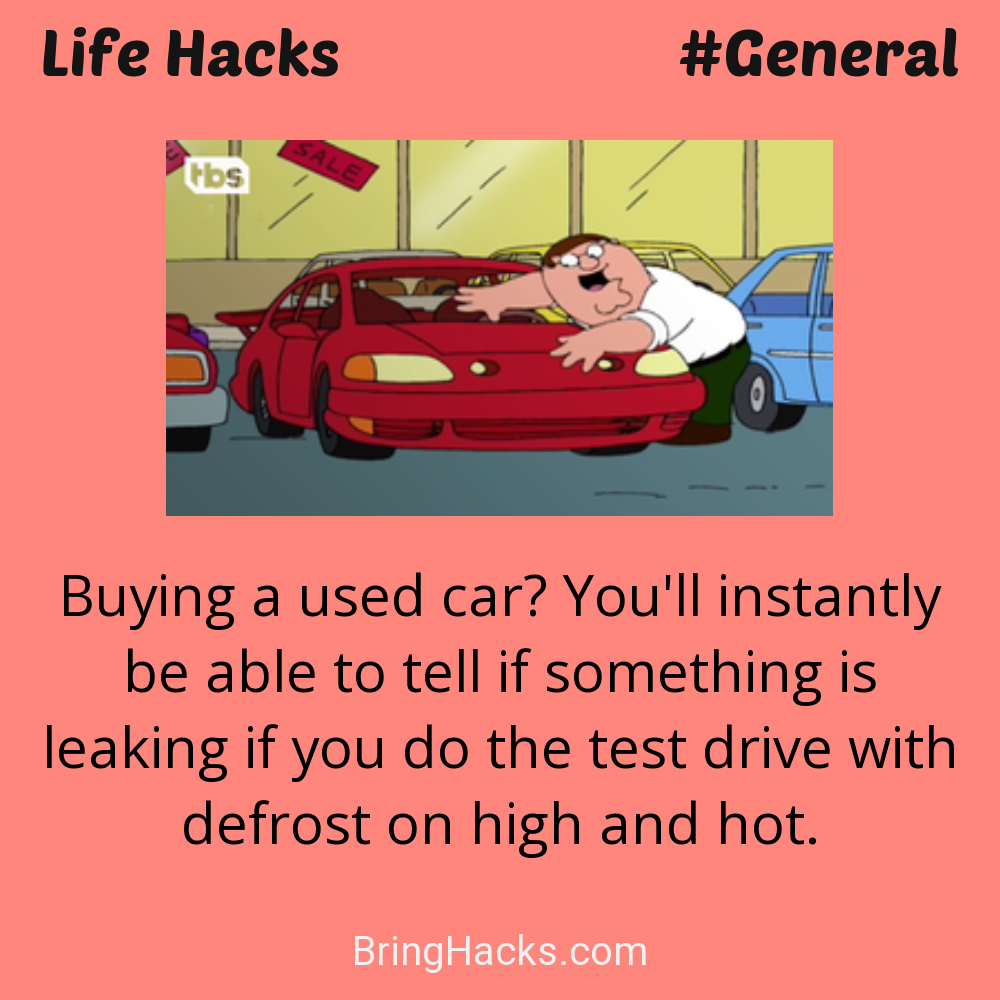 Life Hacks #General
SALE
tbs
Buying a used car? You'll instantly
be able to tell if something is
leaking if you do the test drive with
defrost on high and hot.
BringHacks.com